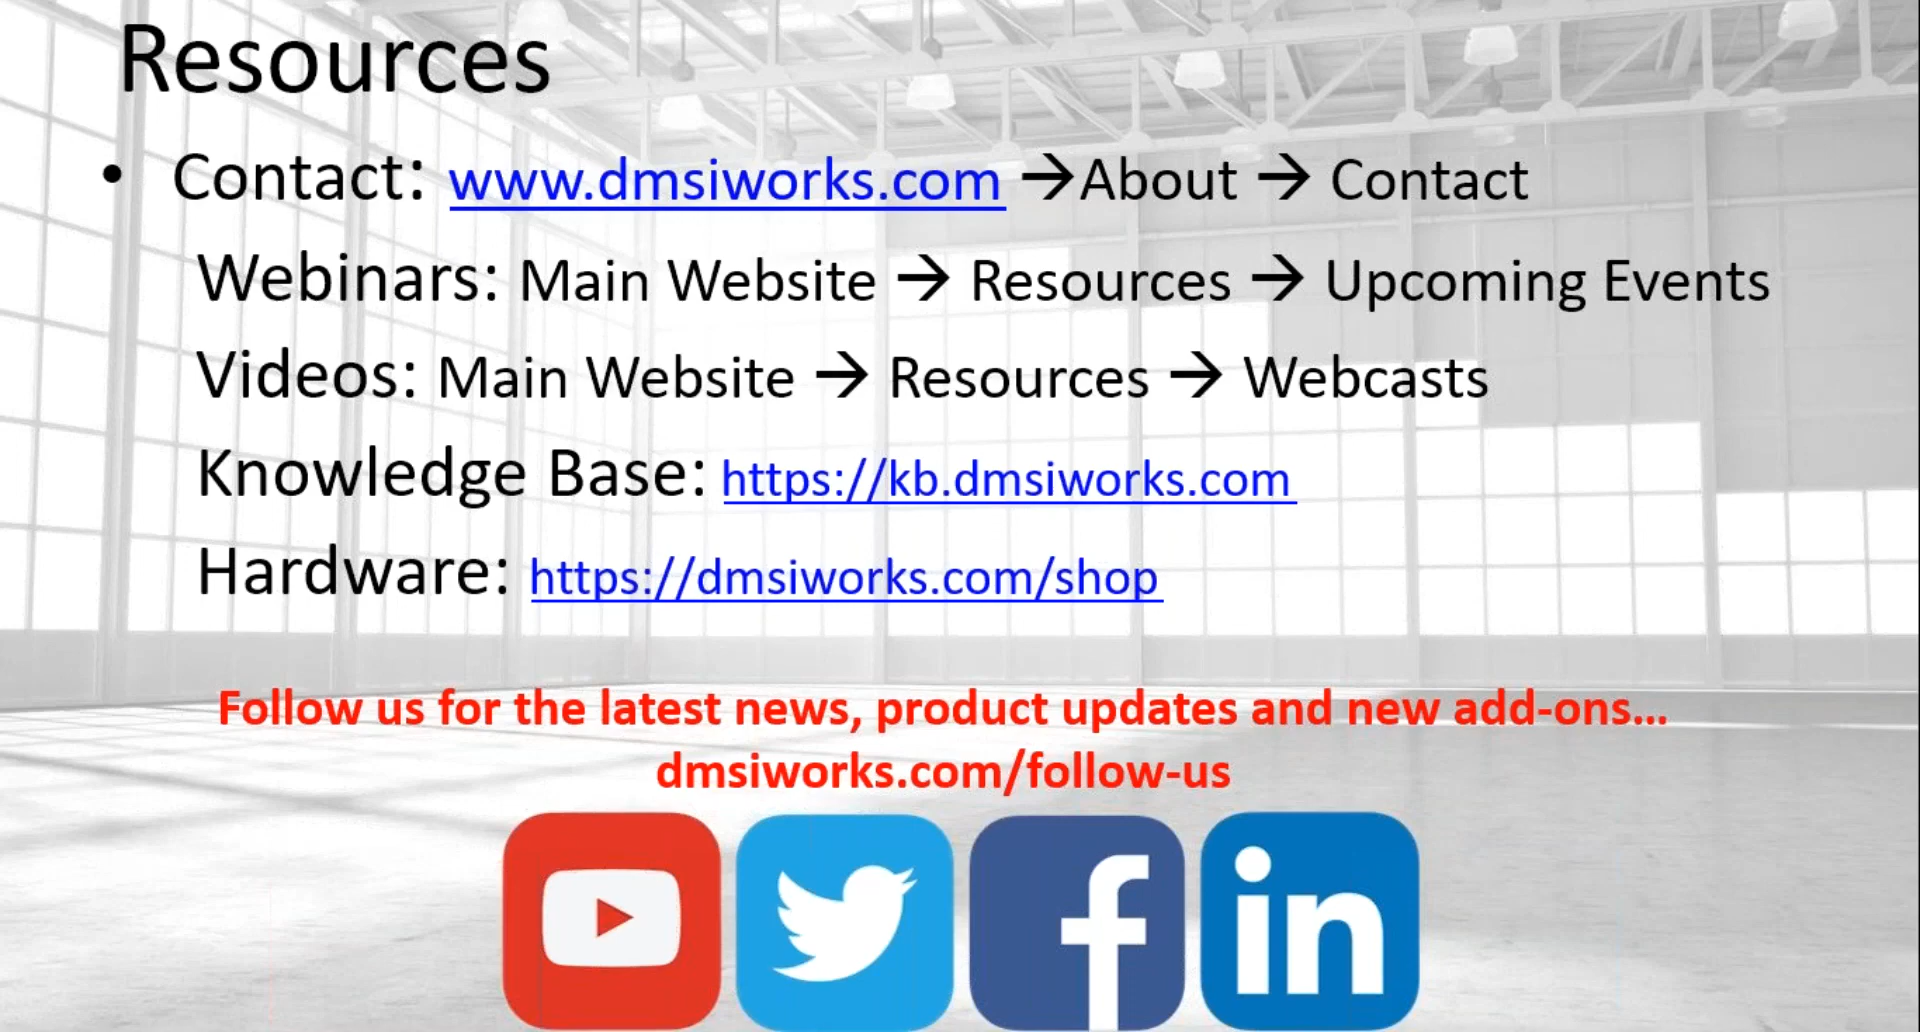 Resources
• Contact: www.dmsiworks.com →About → Contact
Webinars: Main Website → Resources → Upcoming Events
Videos: Main Website → Resources → Webcasts
Knowledge Base: https://kb.dmsiworks.com
Hardware: https://dmsiworks.com/shop
Follow us for the latest news, product updates and new add-ons...
dmsiworks.com/follow-us
f in